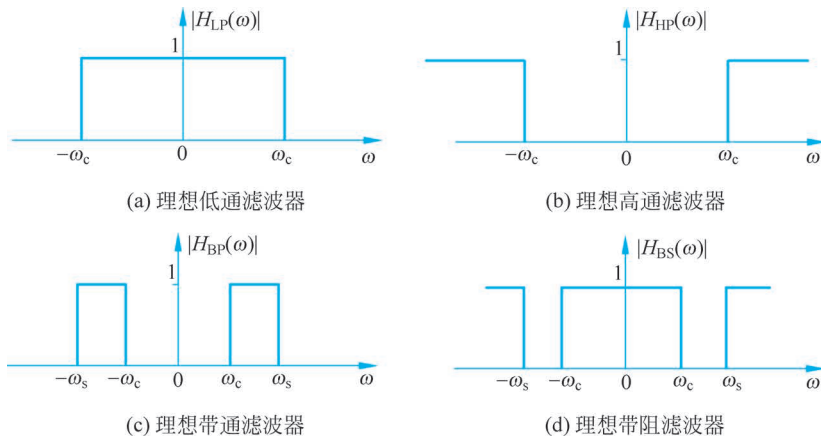 |H_LP(ω)|
1
−ω_c 0 ω_c ω
(a) 理想低通滤波器
|H_HP(ω)|
1
−ω_c 0 ω_c ω
(b) 理想高通滤波器
|H_BP(ω)|
1
−ω_s −ω_c 0 ω_c ω_s ω
(c) 理想带通滤波器
|H_BS(ω)|
1
−ω_s −ω_c 0 ω_c ω_s ω
(d) 理想带阻滤波器